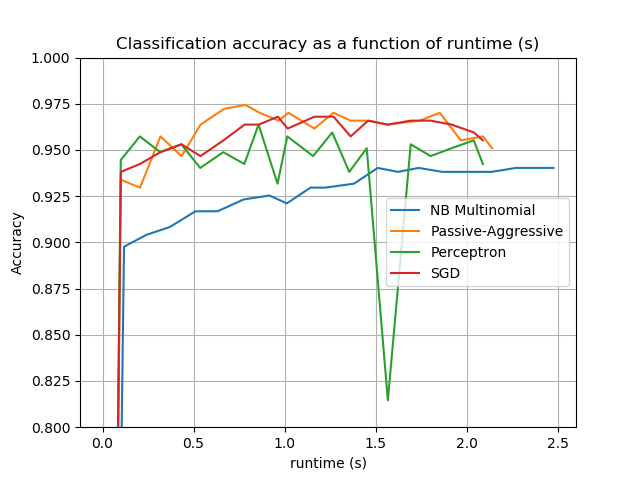 Classification accuracy as a function of runtime (s)
1.000
0.975
0.950
0.925
0.900
0.875
0.850
0.825
0.800
Accuracy
NB Multinomial
Passive-Aggressive
Perceptron
SGD
0.0 0.5 1.0 1.5 2.0 2.5
runtime (s)